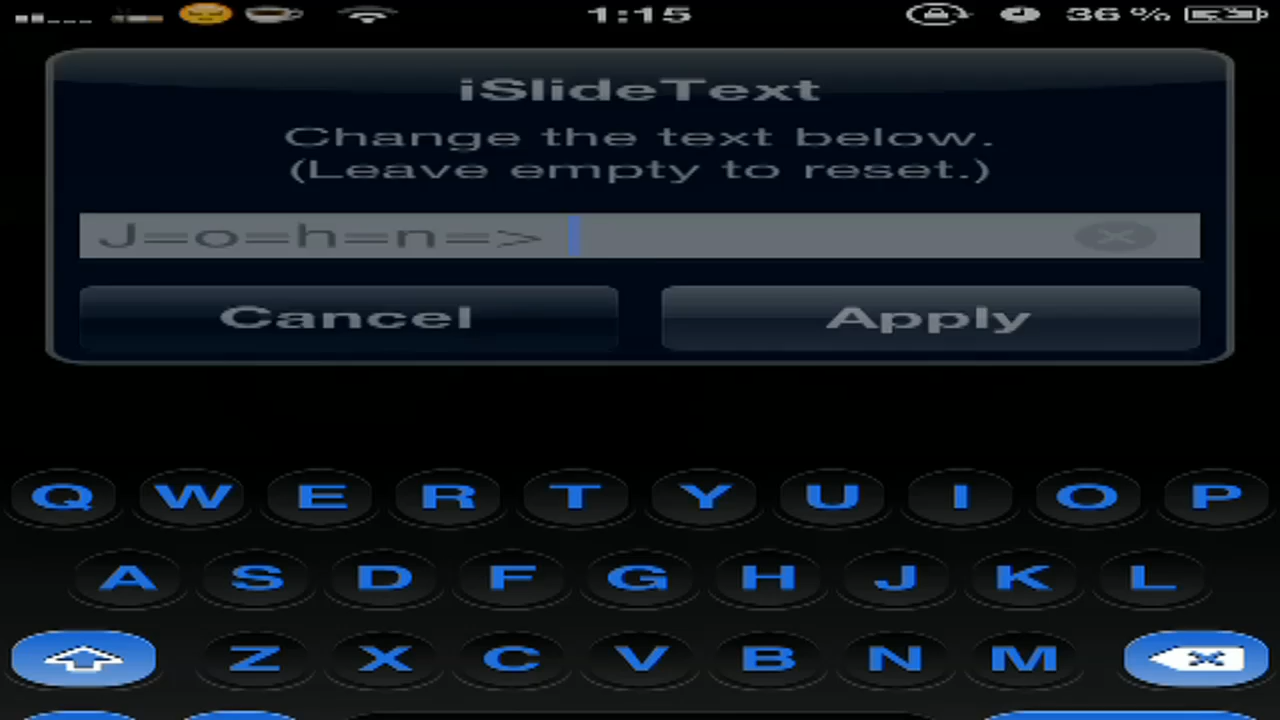 1:15 36 %
iSlideText
Change the text below.
(Leave empty to reset.)
J=o=h=n=>
Cancel Apply
Q W E R T Y U I O P
A S D F G H J K L
Z X C V B N M